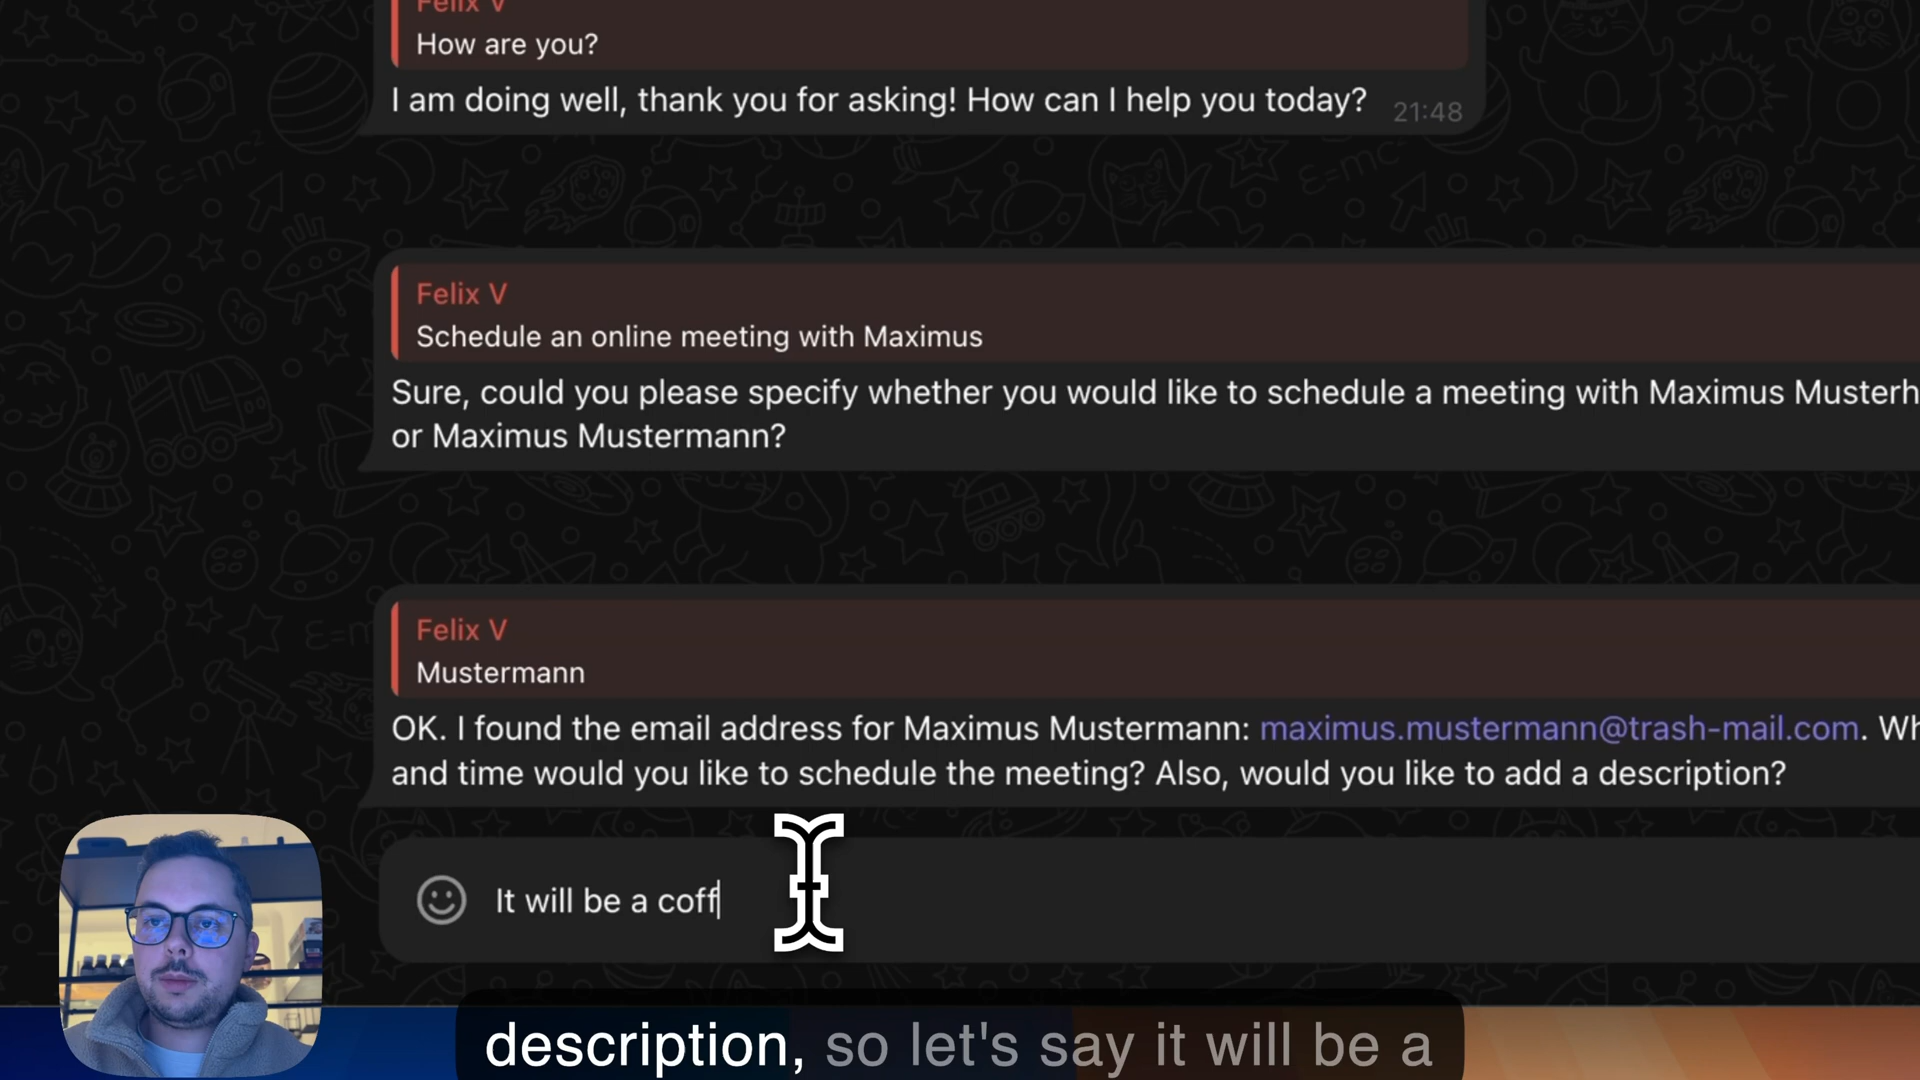 Felix V
How are you?
I am doing well, thank you for asking! How can I help you today?
21:48
Felix V
Schedule an online meeting with Maximus
Sure, could you please specify whether you would like to schedule a meeting with Maximus
or Maximus Mustermann?
Felix V
Mustermann
OK. I found the email address for Maximus Mustermann: maximus.mustermann@trash-mail.com.
and time would you like to schedule the meeting? Also, would you like to add a description?
It will be a coff
description, so let's say it will be a